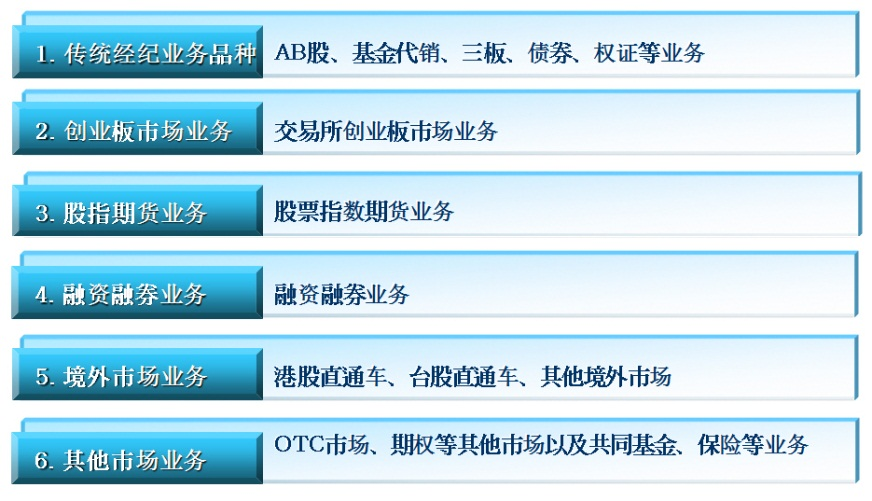 1. 传统经纪业务品种
AB股、基金代销、三板、债券、权证等业务
2. 创业板市场业务
交易所创业板市场业务
3. 股指期货业务
股票指数期货业务
4. 融资融券业务
融资融券业务
5. 境外市场业务
港股直通车、台股直通车、其他境外市场
6. 其他市场业务
OTC市场、期权等其他市场以及共同基金、保险等业务